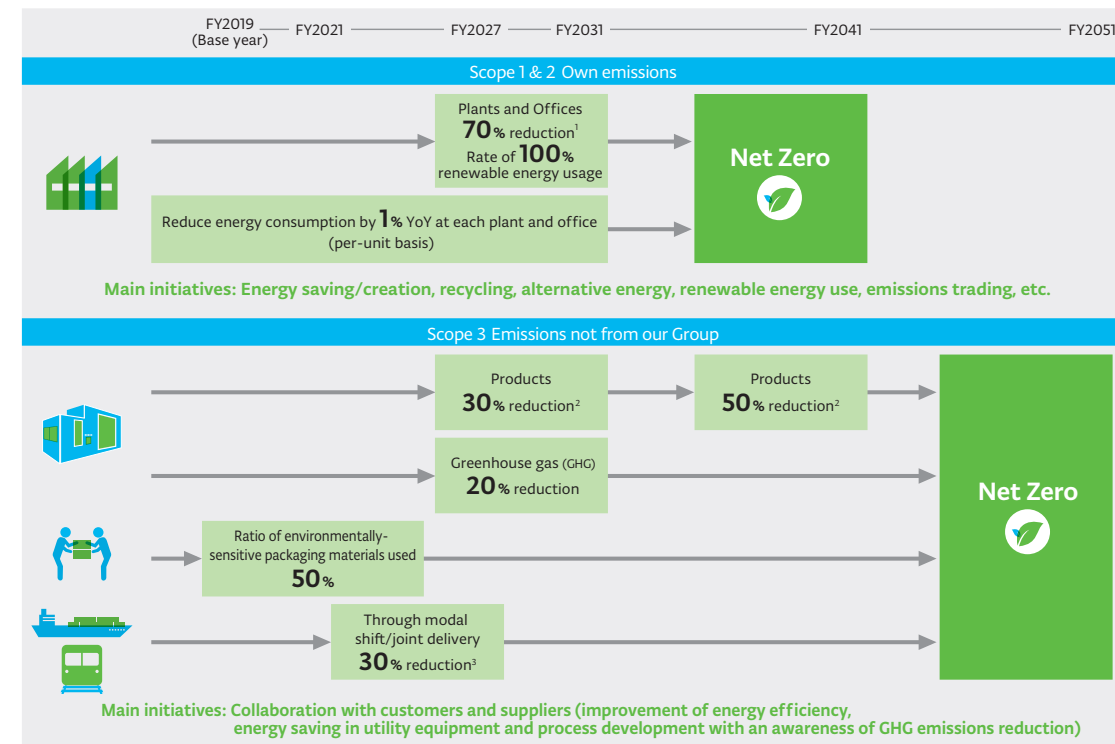 FY2019
(Base year)
FY2021
FY2027
FY2031
FY2041
FY2051
Scope 1 & 2 Own emissions
Plants and Offices
70% reduction¹
Rate of 100%
renewable energy usage
Net Zero
Reduce energy consumption by 1% YoY at each plant and office
(per-unit basis)
Main initiatives: Energy saving/creation, recycling, alternative energy, renewable energy use, emissions trading, etc.
Scope 3 Emissions not from our Group
Products
30% reduction²
Products
50% reduction²
Greenhouse gas (GHG)
20% reduction
Net Zero
Ratio of environmentally-
sensitive packaging materials used
50%
Through modal
shift/joint delivery
30% reduction³
Main initiatives: Collaboration with customers and suppliers (improvement of energy efficiency,
energy saving in utility equipment and process development with an awareness of GHG emissions reduction)